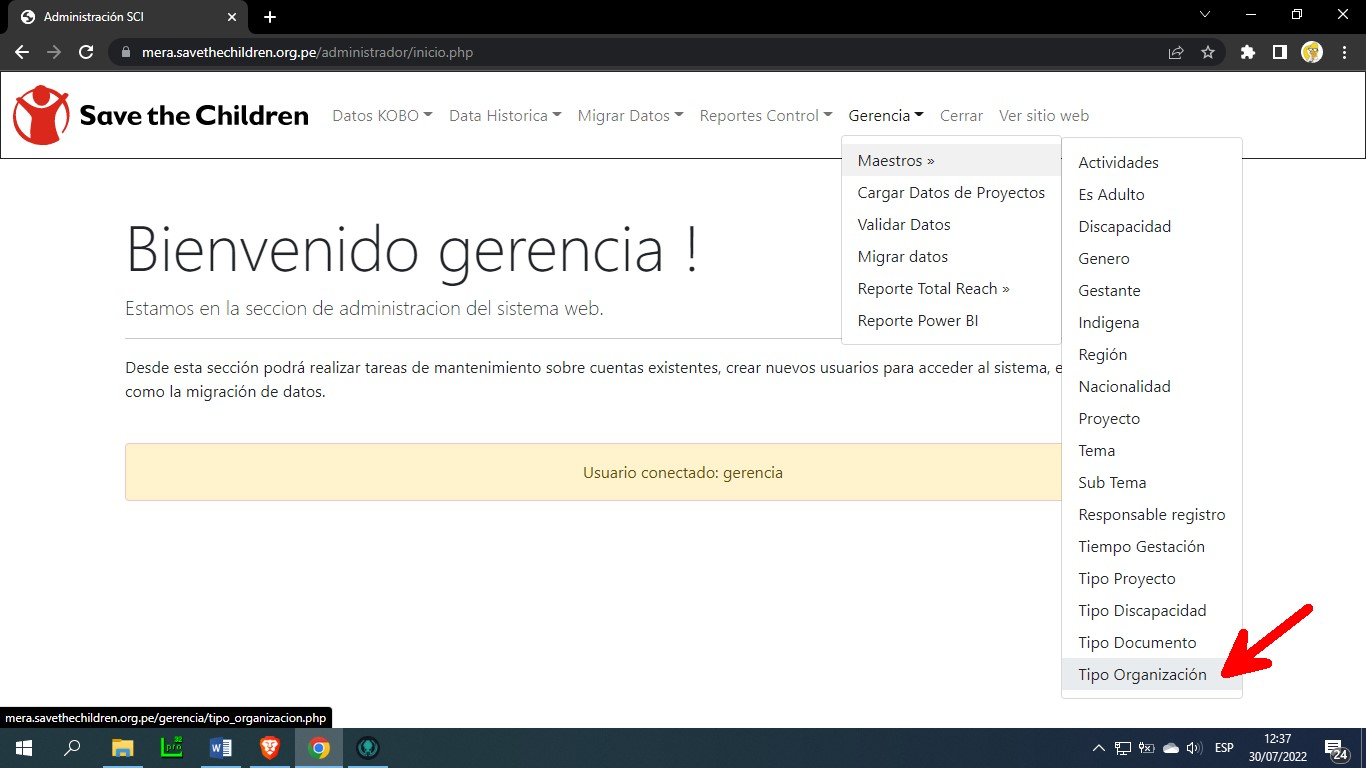 Administración SCI
mera.savethechildren.org.pe/administrador/inicio.php
Save the Children
Datos KOBO
Data Historica
Migrar Datos
Reportes Control
Gerencia
Cerrar
Ver sitio web
Maestros »
Cargar Datos de Proyectos
Validar Datos
Migrar datos
Reporte Total Reach »
Reporte Power BI
Actividades
Es Adulto
Discapacidad
Genero
Gestante
Indigena
Región
Nacionalidad
Proyecto
Tema
Sub Tema
Responsable registro
Tiempo Gestación
Tipo Proyecto
Tipo Discapacidad
Tipo Documento
Tipo Organización
Bienvenido gerencia !
Estamos en la seccion de administracion del sistema web.
Desde esta sección podrá realizar tareas de mantenimiento sobre cuentas existentes, crear nuevos usuarios para acceder al sistema, e
como la migración de datos.
Usuario conectado: gerencia
mera.savethechildren.org.pe/gerencia/tipo_organizacion.php
32
pro
ESP
12:37
30/07/2022
24